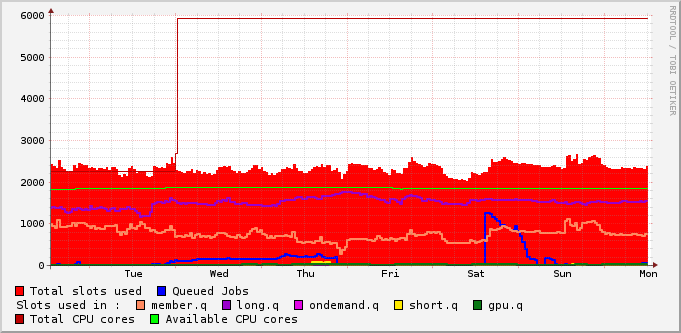 6000
5000
4000
3000
2000
1000
0
Tue Wed Thu Fri Sat Sun Mon
RRDTOOL / TOBI OETIKER
Total slots used Queued Jobs
Slots used in : member.q long.q ondemand.q short.q gpu.q
Total CPU cores Available CPU cores